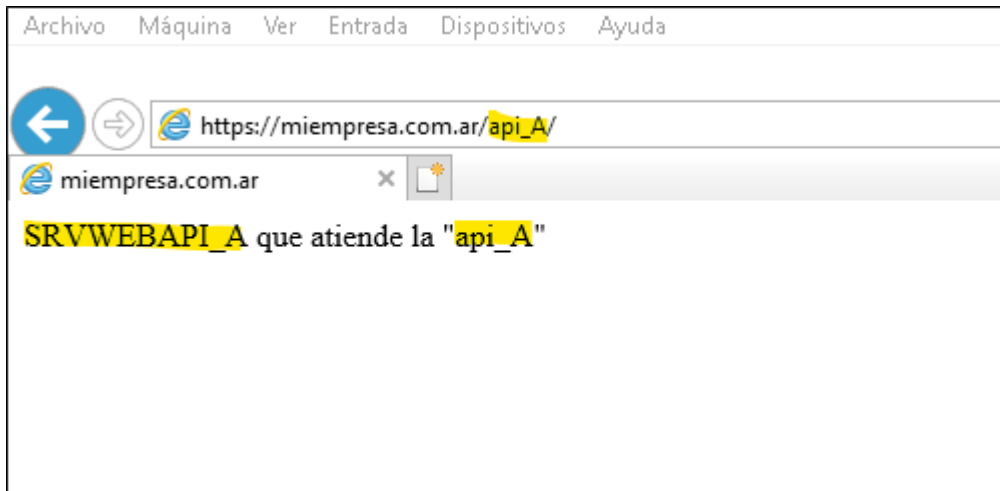 Archivo Máquina Ver Entrada Dispositivos Ayuda
https://miempresa.com.ar/api_A/
miempresa.com.ar
SRVWEBAPI_A que atiende la "api_A"